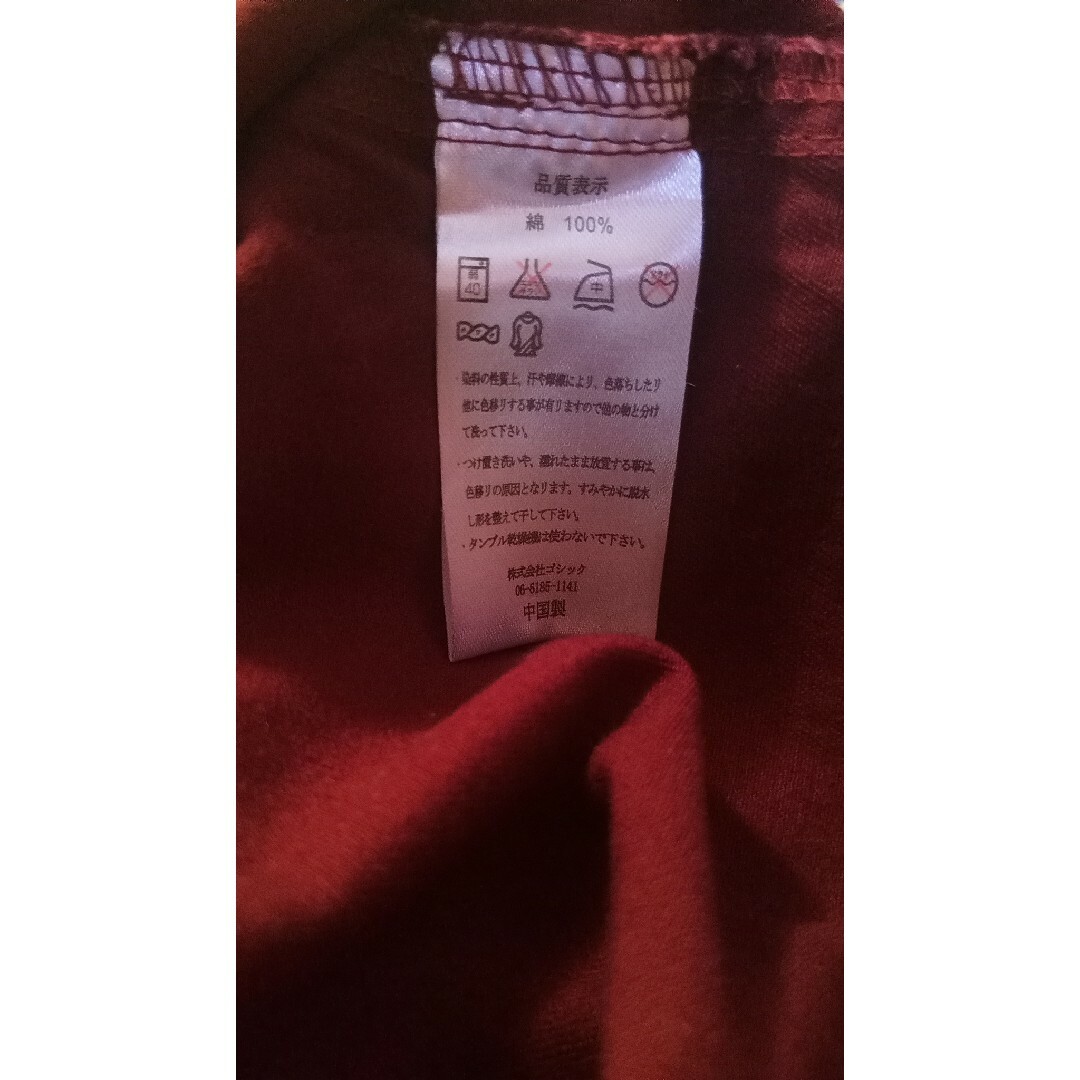 品質表示
綿 100%
弱
40
中
・染料の性質上、汗や摩擦により、色落ちしたり
他に色移りする事が有りますので他の物と分け
て洗って下さい。
・つけ置き洗いや、濡れたまま放置する事は、
色移りの原因となります。すみやかに脱水
し形を整えて干して下さい。
・タンブル乾燥機は使わないで下さい。
株式会社ゴシック
06-6185-1141
中国製